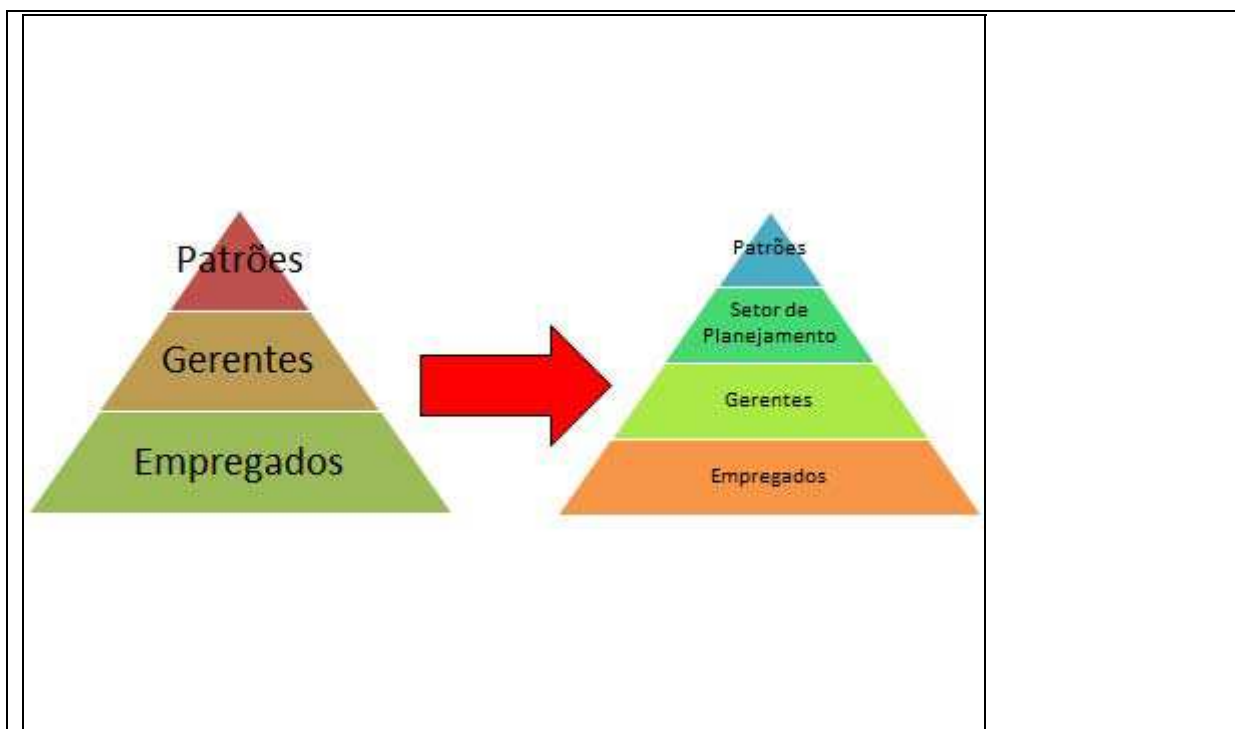 Patrões
Gerentes
Empregados
Patrões
Setor de
Planejamento
Gerentes
Empregados